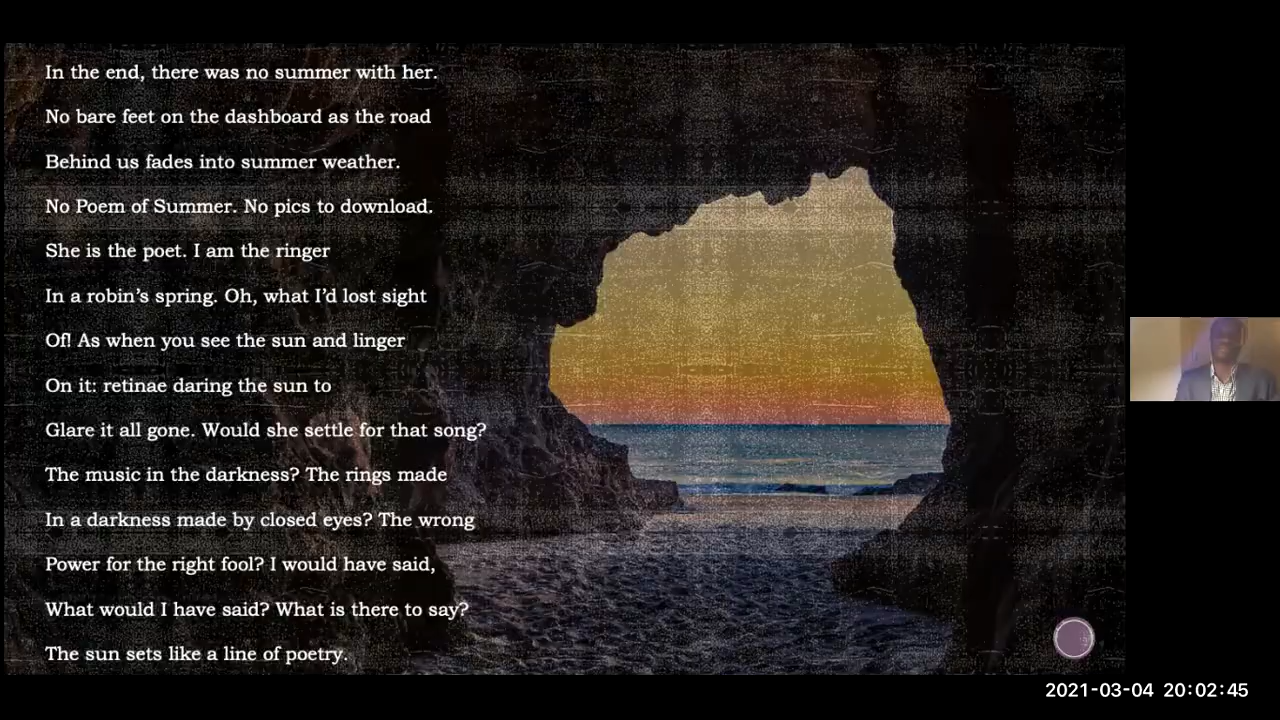 In the end, there was no summer with her.
No bare feet on the dashboard as the road
Behind us fades into summer weather.
No Poem of Summer. No pics to download.
She is the poet. I am the ringer
In a robin’s spring. Oh, what I’d lost sight
Of! As when you see the sun and linger
On it: retinae daring the sun to
Glare it all gone. Would she settle for that song?
The music in the darkness? The rings made
In a darkness made by closed eyes? The wrong
Power for the right fool? I would have said,
What would I have said? What is there to say?
The sun sets like a line of poetry.
2021-03-04 20:02:45